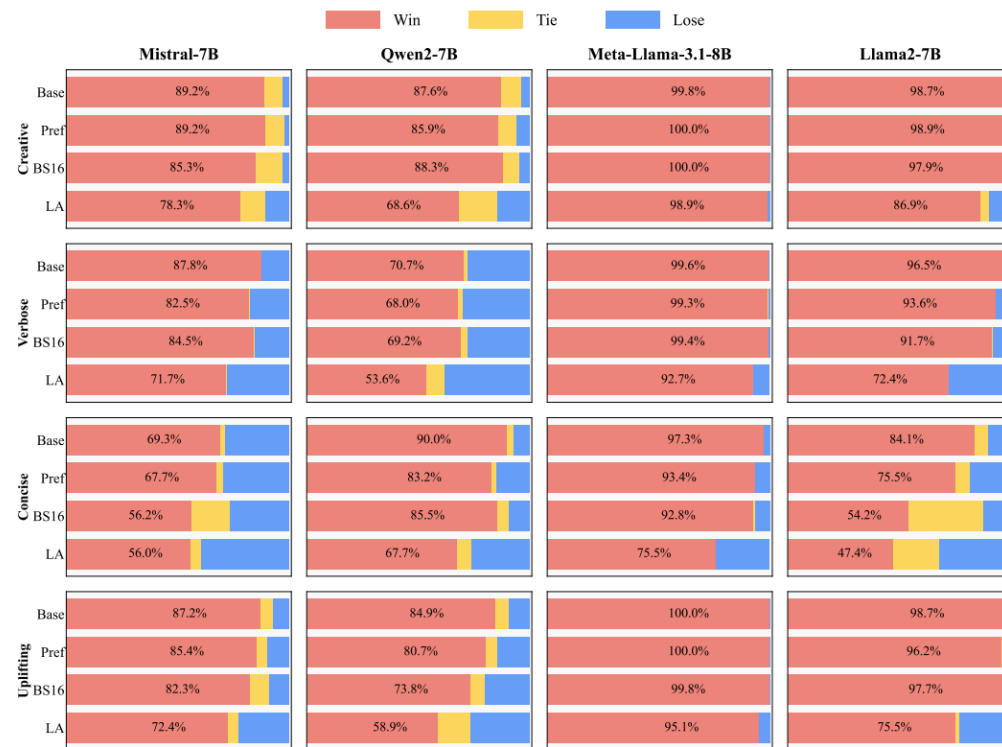 Win Tie Lose
Mistral-7B Qwen2-7B Meta-Llama-3.1-8B Llama2-7B
Creative
Base 89.2% 87.6% 99.8% 98.7%
Pref 89.2% 85.9% 100.0% 98.9%
BS16 85.3% 88.3% 100.0% 97.9%
LA 78.3% 68.6% 98.9% 86.9%
Verbose
Base 87.8% 70.7% 99.6% 96.5%
Pref 82.5% 68.0% 99.3% 93.6%
BS16 84.5% 69.2% 99.4% 91.7%
LA 71.7% 53.6% 92.7% 72.4%
Concise
Base 69.3% 90.0% 97.3% 84.1%
Pref 67.7% 83.2% 93.4% 75.5%
BS16 56.2% 85.5% 92.8% 54.2%
LA 56.0% 67.7% 75.5% 47.4%
Uplifting
Base 87.2% 84.9% 100.0% 98.7%
Pref 85.4% 80.7% 100.0% 96.2%
BS16 82.3% 73.8% 99.8% 97.7%
LA 72.4% 58.9% 95.1% 75.5%